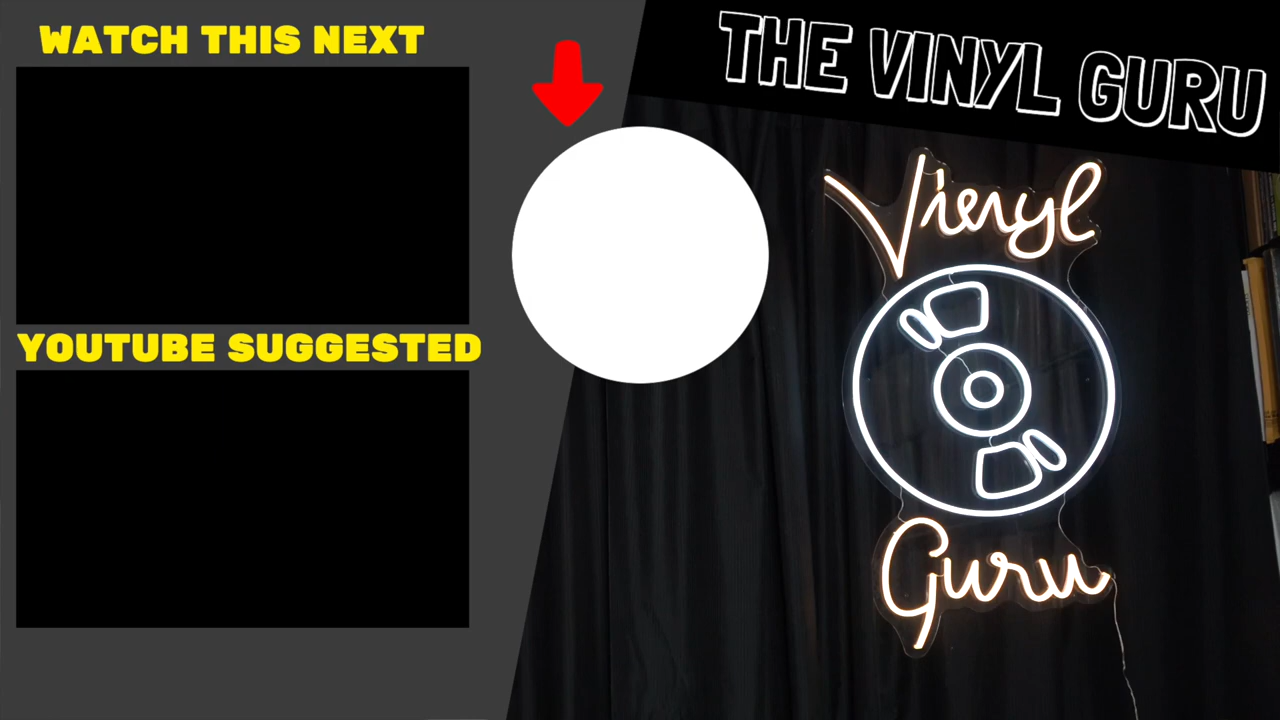 WATCH THIS NEXT
YOUTUBE SUGGESTED
THE VINYL GURU
Vinyl
Guru